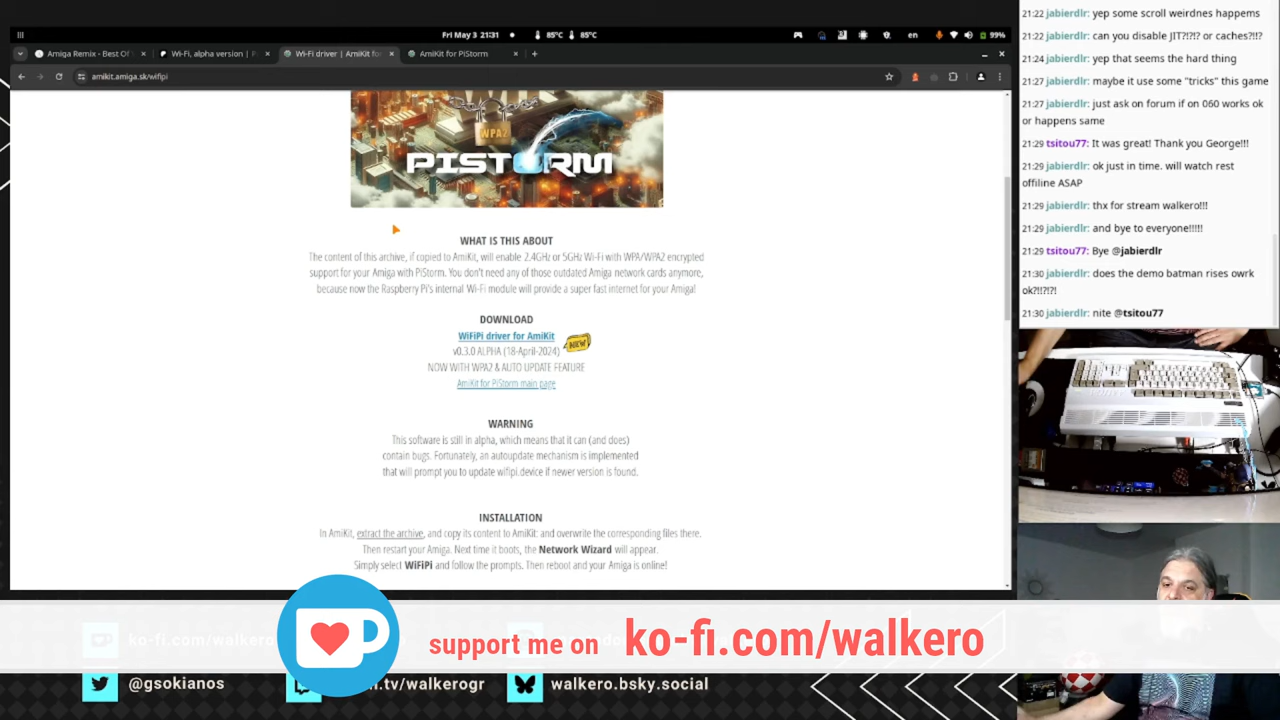 Fri May 3 21:31
85°C
85°C
en
99%
Amiga Remix - Best Of
Wi-Fi, alpha version | P
Wi-Fi driver | AmiKit fo
AmiKit for PiStorm
amikit.amiga.sk/wifipi
WPA2
PISTORM
WHAT IS THIS ABOUT
The content of this archive, if copied to AmiKit, will enable 2.4GHz or 5GHz Wi-Fi with WPA/WPA2 encrypted
support for your Amiga with PiStorm. You don't need any of those outdated Amiga network cards anymore,
because now the Raspberry Pi's internal Wi-Fi module will provide a super fast internet for your Amiga!
DOWNLOAD
WiFiPi driver for AmiKit
NEW
v0.3.0 ALPHA (18-April-2024)
NOW WITH WPA2 & AUTO UPDATE FEATURE
AmiKit for PiStorm main page
WARNING
This software is still in alpha, which means that it can (and does)
contain bugs. Fortunately, an autoupdate mechanism is implemented
that will prompt you to update wifipi.device if newer version is found.
INSTALLATION
In AmiKit, extract the archive, and copy its content to AmiKit: and overwrite the corresponding files there.
Then restart your Amiga. Next time it boots, the Network Wizard will appear.
Simply select WiFiPi and follow the prompts. Then reboot and your Amiga is online!
21:22 jabierdlr: yep some scroll weirdnes happems
21:22 jabierdlr: can you disable JIT?!?!? or caches?!!?
21:24 jabierdlr: yep that seems the hard thing
21:27 jabierdlr: maybe it use some "tricks" this game
21:27 jabierdlr: just ask on forum if on 060 works ok
or happens same
21:29 tsitou77: It was great! Thank you George!!!
21:29 jabierdlr: ok just in time. will watch rest
offiline ASAP
21:29 jabierdlr: thx for stream walkero!!!
21:29 jabierdlr: and bye to everyone!!!!!
21:29 tsitou77: Bye @jabierdlr
21:30 jabierdlr: does the demo batman rises owrk
ok?!!?!?!
21:30 jabierdlr: nite @tsitou77
support me on ko-fi.com/walkero
ko-fi.com/walkero
@gsokianos
.tv/walkerogr
walkero.bsky.social